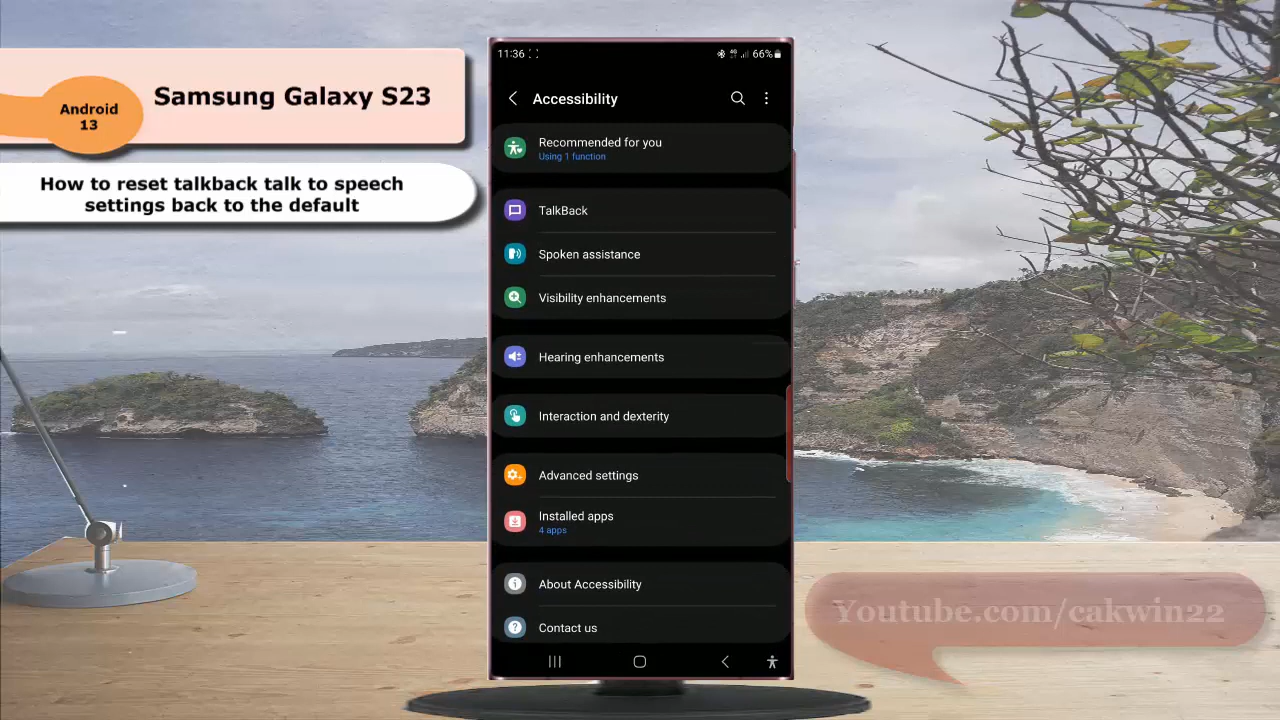 Samsung Galaxy S23
Android
13
How to reset talkback talk to speech
settings back to the default
11:36
66%
Accessibility
Recommended for you
Using 1 function
TalkBack
Spoken assistance
Visibility enhancements
Hearing enhancements
Interaction and dexterity
Advanced settings
Installed apps
4 apps
About Accessibility
Contact us
Youtube.com/cakwin22